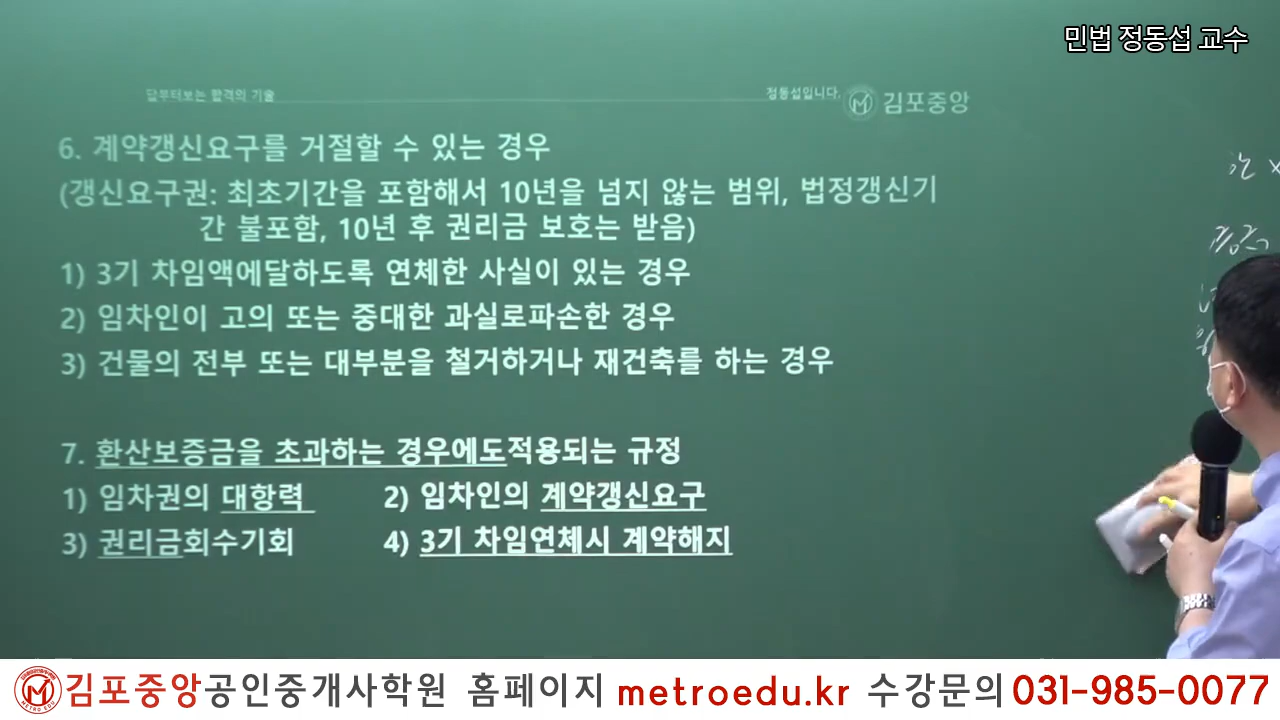 민법 정동섭 교수
답부터보는 합격의 기술
정동섭입니다. 김포중앙
6. 계약갱신요구를 거절할 수 있는 경우
(갱신요구권: 최초기간을 포함해서 10년을 넘지 않는 범위, 법정갱신기
간 불포함, 10년 후 권리금 보호는 받음)
1) 3기 차임액에달하도록 연체한 사실이 있는 경우
2) 임차인이 고의 또는 중대한 과실로파손한 경우
3) 건물의 전부 또는 대부분을 철거하거나 재건축를 하는 경우
7. 환산보증금을 초과하는 경우에도적용되는 규정
1) 임차권의 대항력 2) 임차인의 계약갱신요구
3) 권리금회수기회 4) 3기 차임연체시 계약해지
김포중앙공인중개사학원 홈페이지 metroedu.kr 수강문의 031-985-0077